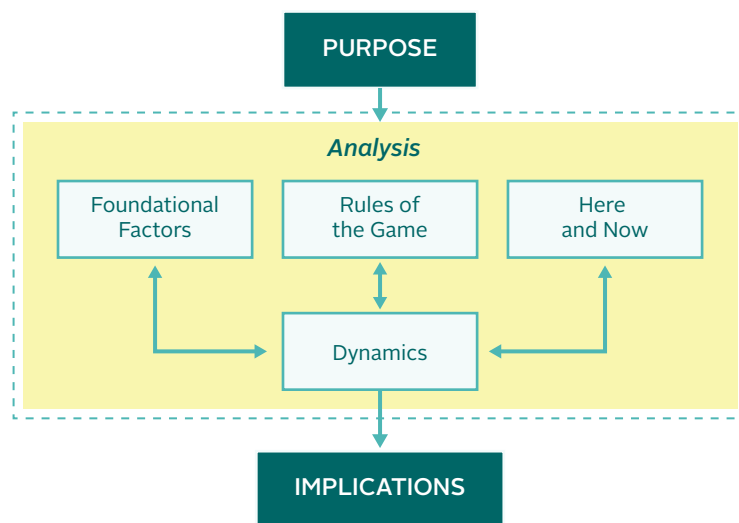 PURPOSE
Analysis
Foundational
Factors
Rules of
the Game
Here
and Now
Dynamics
IMPLICATIONS